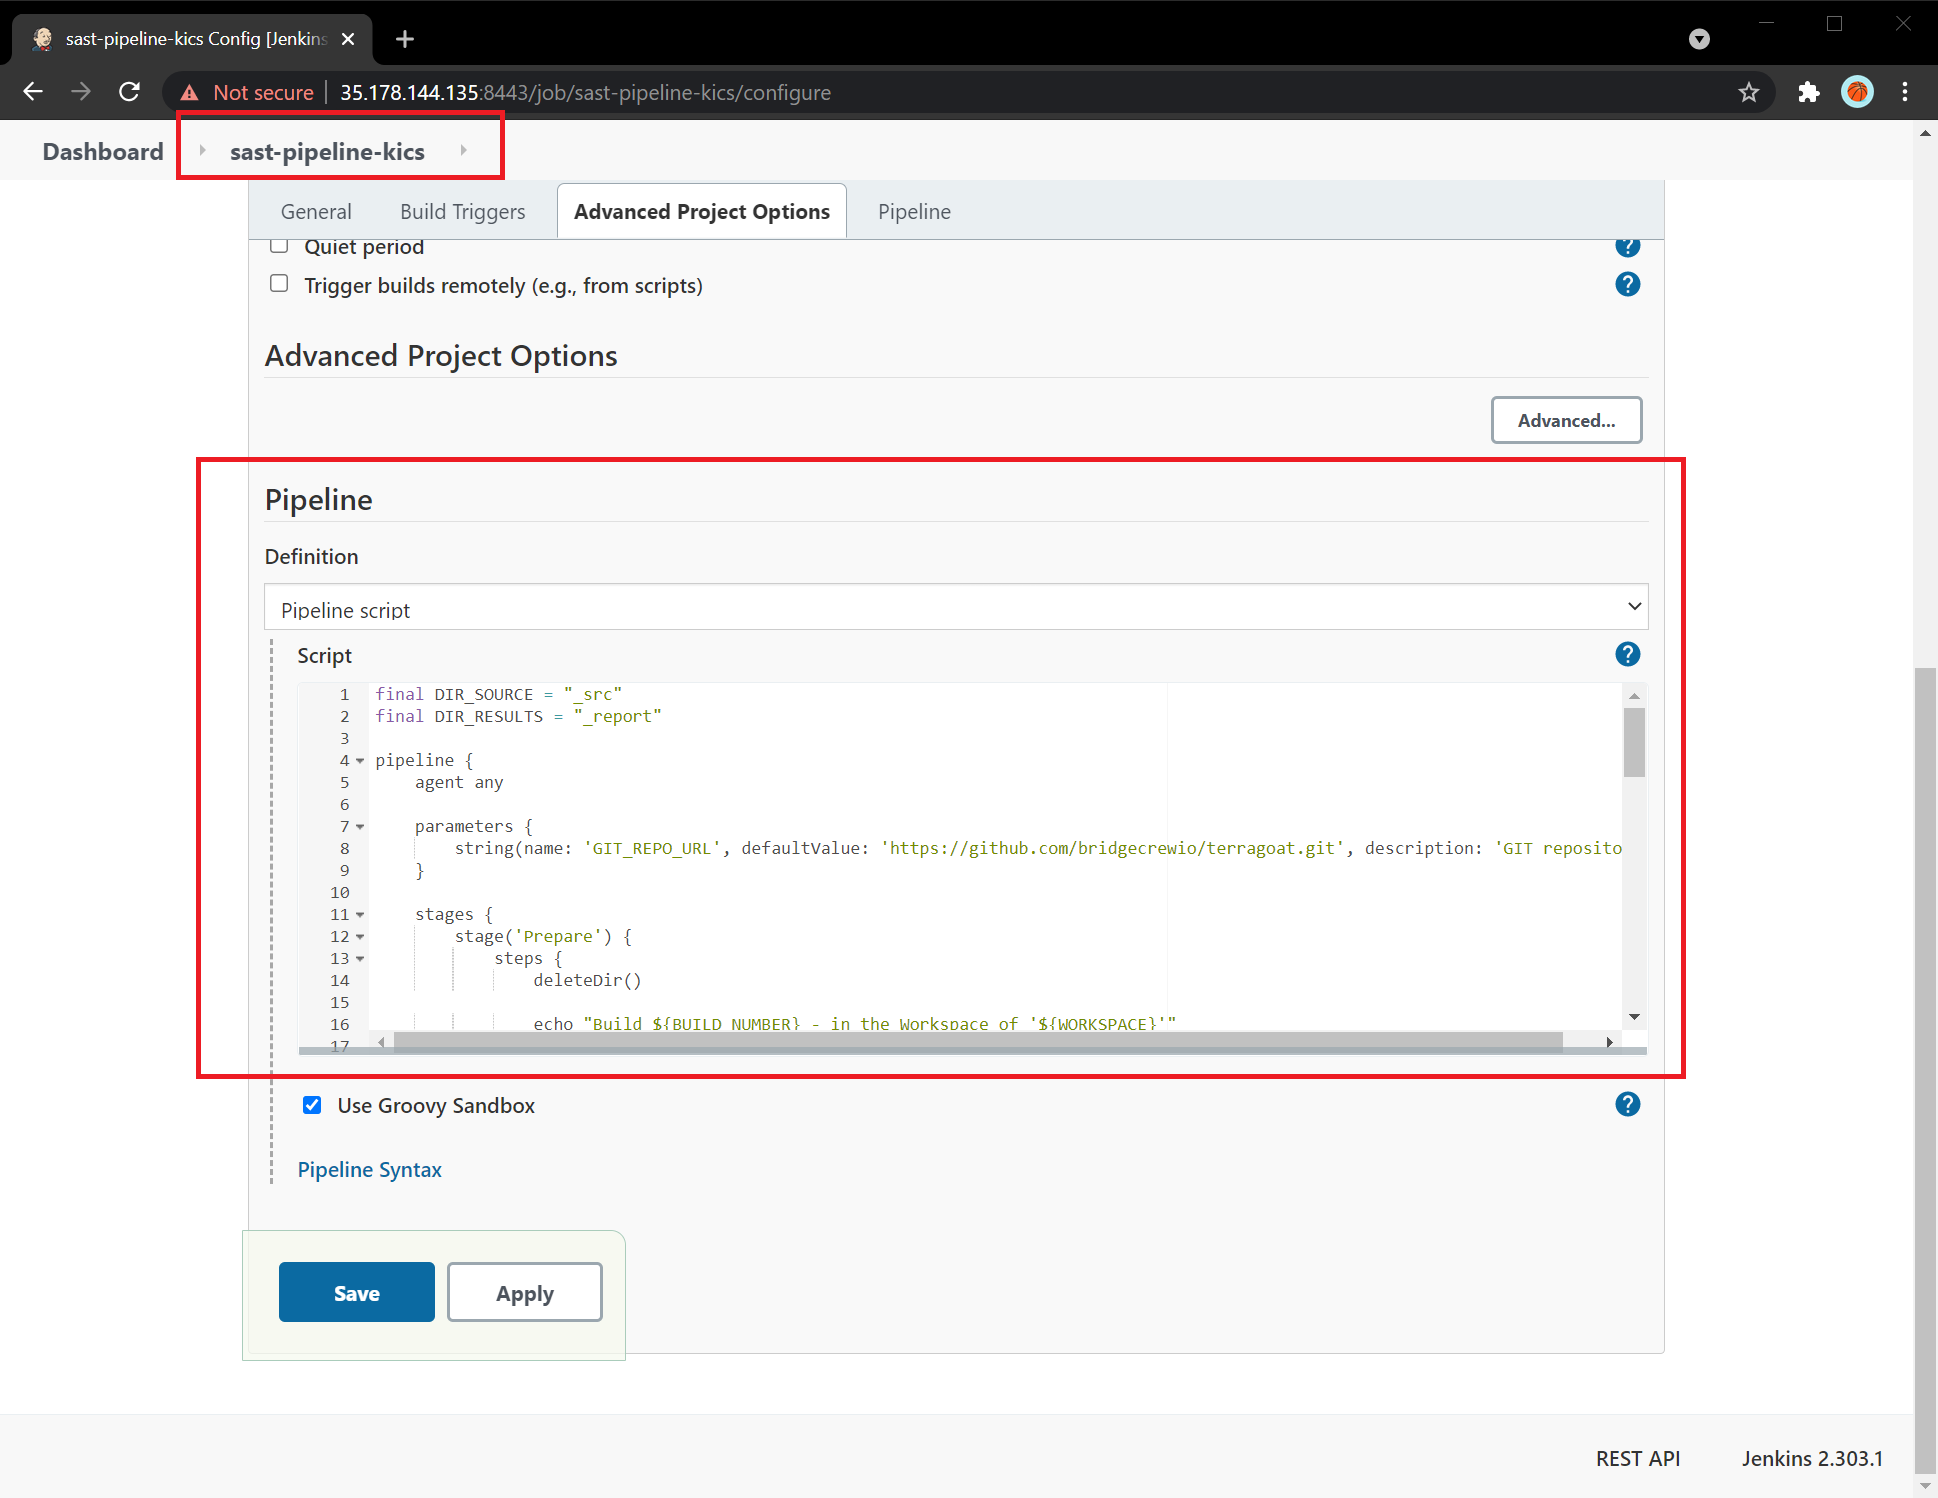 sast-pipeline-kics Config [Jenkins
Not secure | 35.178.144.135:8443/job/sast-pipeline-kics/configure
Dashboard sast-pipeline-kics
General Build Triggers Advanced Project Options Pipeline
Quiet period
Trigger builds remotely (e.g., from scripts)
Advanced Project Options
Advanced...
Pipeline
Definition
Pipeline script
Script
1 final DIR_SOURCE = "_src"
2 final DIR_RESULTS = "_report"
3
4 pipeline {
5 agent any
6
7 parameters {
8 string(name: 'GIT_REPO_URL', defaultValue: 'https://github.com/bridgecrewio/terragoat.git', description: 'GIT reposito
9 }
10
11 stages {
12 stage('Prepare') {
13 steps {
14 deleteDir()
15
16 echo "Build ${BUILD_NUMBER} - in the Workspace of '${WORKSPACE}'"
17
Use Groovy Sandbox
Pipeline Syntax
Save Apply
REST API Jenkins 2.303.1